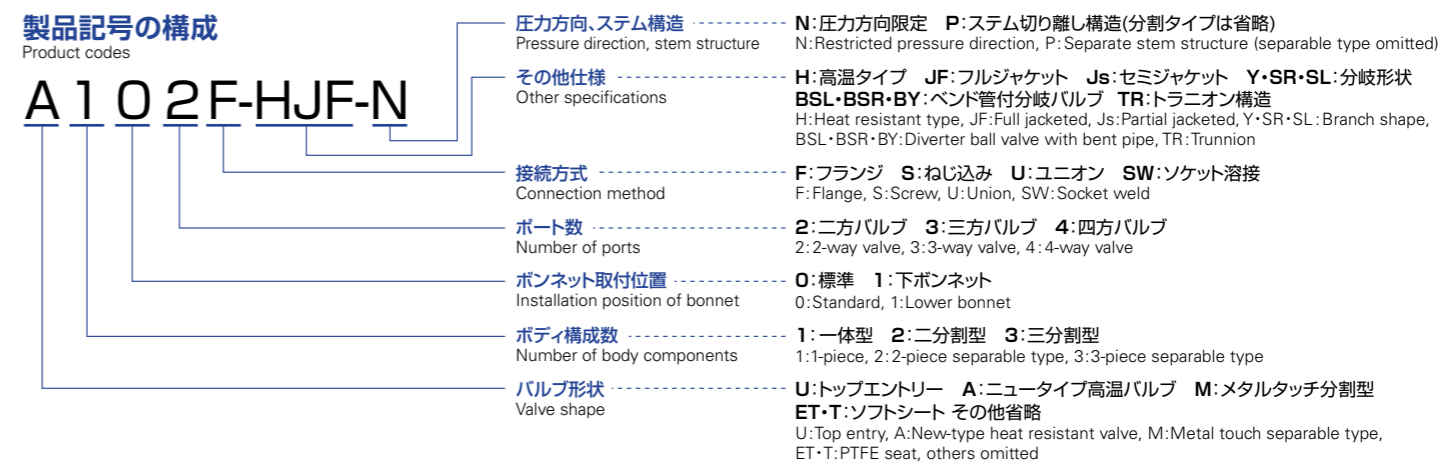 製品記号の構成
Product codes
A102F-HJF-N
圧力方向、ステム構造
Pressure direction, stem structure
N:圧力方向限定 P:ステム切り離し構造(分割タイプは省略)
N:Restricted pressure direction, P:Separate stem structure (separable type omitted)
その他仕様
Other specifications
H:高温タイプ JF:フルジャケット Js:セミジャケット Y・SR・SL:分岐形状
BSL・BSR・BY:ベンド管付分岐バルブ TR:トラニオン構造
H:Heat resistant type, JF:Full jacketed, Js:Partial jacketed, Y・SR・SL:Branch shape,
BSL・BSR・BY:Diverter ball valve with bent pipe, TR:Trunnion
接続方式
Connection method
F:フランジ S:ねじ込み U:ユニオン SW:ソケット溶接
F:Flange, S:Screw, U:Union, SW:Socket weld
ポート数
Number of ports
2:二方バルブ 3:三方バルブ 4:四方バルブ
2:2-way valve, 3:3-way valve, 4:4-way valve
ボンネット取付位置
Installation position of bonnet
0:標準 1:下ボンネット
0:Standard, 1:Lower bonnet
ボディ構成数
Number of body components
1:一体型 2:二分割型 3:三分割型
1:1-piece, 2:2-piece separable type, 3:3-piece separable type
バルブ形状
Valve shape
U:トップエントリー A:ニュータイプ高温バルブ M:メタルタッチ分割型
ET・T:ソフトシート その他省略
U:Top entry, A:New-type heat resistant valve, M:Metal touch separable type,
ET・T:PTFE seat, others omitted